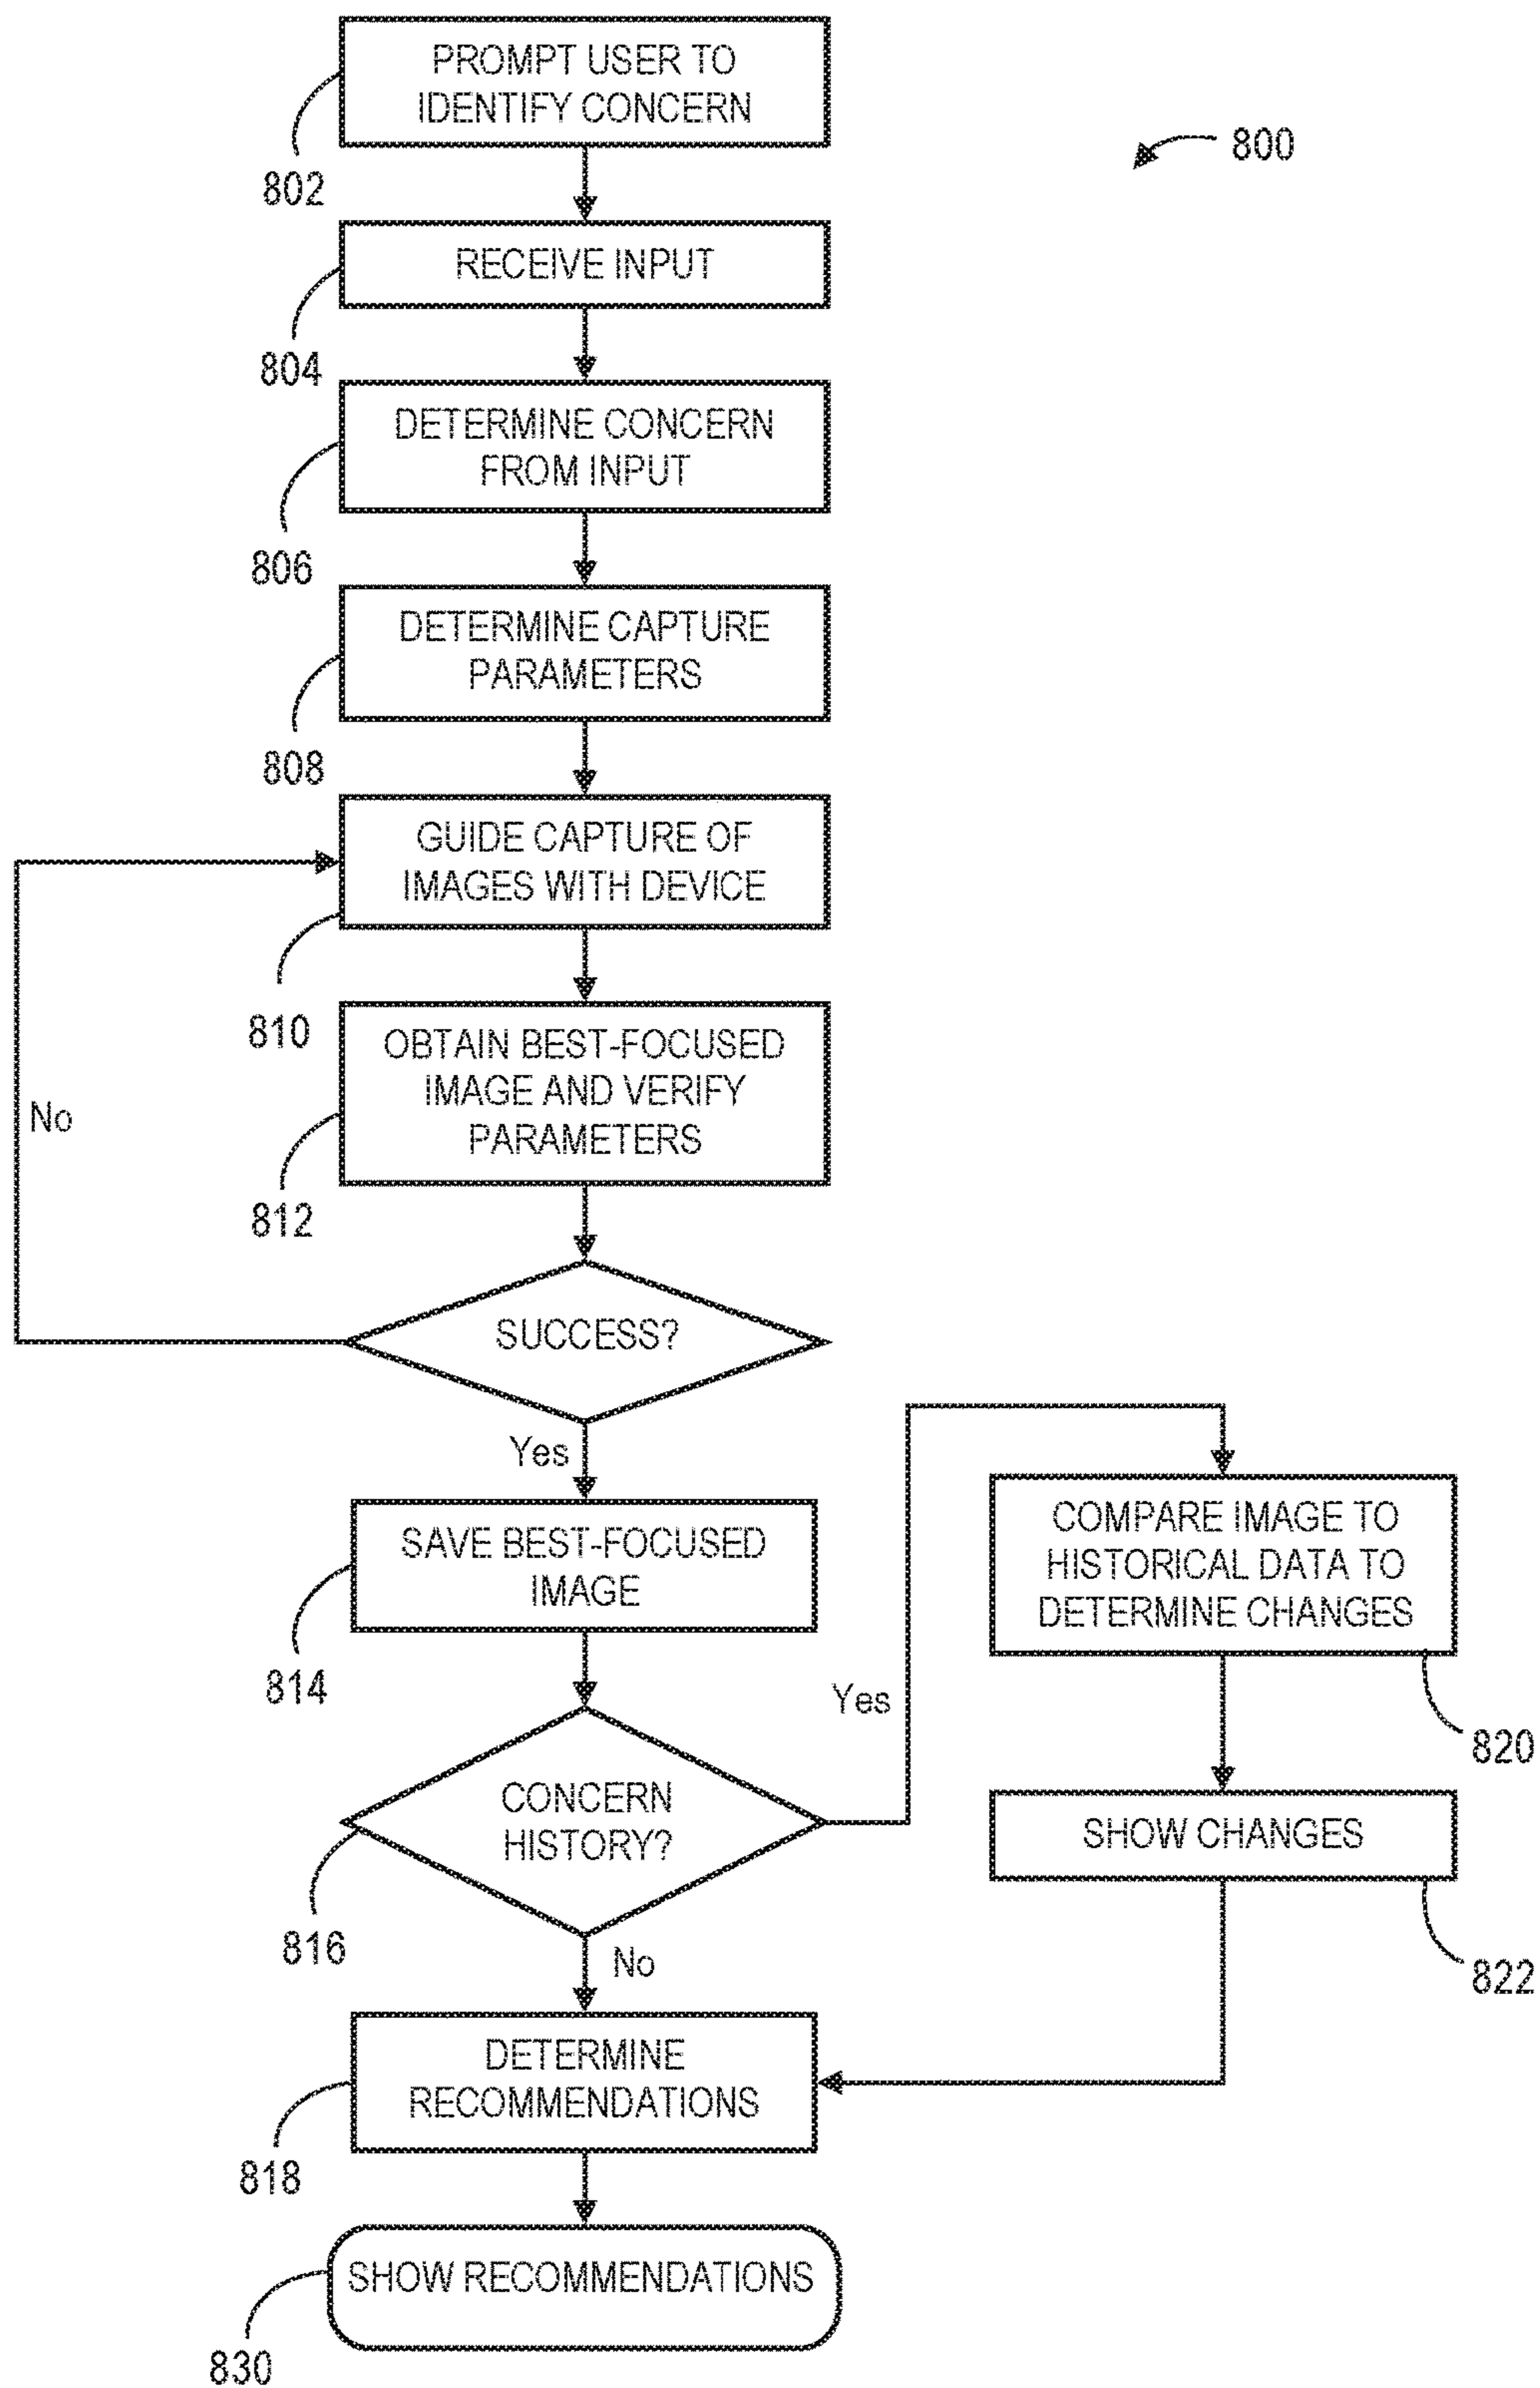 PROMPT USER TO
IDENTIFY CONCERN
802
800
RECEIVE INPUT
804
DETERMINE CONCERN
FROM INPUT
806
DETERMINE CAPTURE
PARAMETERS
808
GUIDE CAPTURE OF
IMAGES WITH DEVICE
810
OBTAIN BEST-FOCUSED
IMAGE AND VERIFY
PARAMETERS
812
No
SUCCESS?
Yes
SAVE BEST-FOCUSED
IMAGE
814
CONCERN
HISTORY?
816
Yes
COMPARE IMAGE TO
HISTORICAL DATA TO
DETERMINE CHANGES
820
SHOW CHANGES
822
No
DETERMINE
RECOMMENDATIONS
818
SHOW RECOMMENDATIONS
830